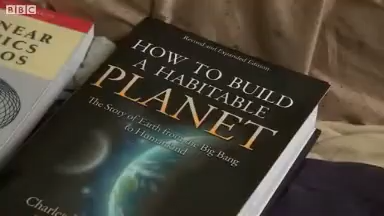 BBC
NEAR
ICS
OS
Revised and Expanded Edition
HOW TO BUILD
A HABITABLE
PLANET
The Story of Earth from the Big Bang
to Humankind
Charles